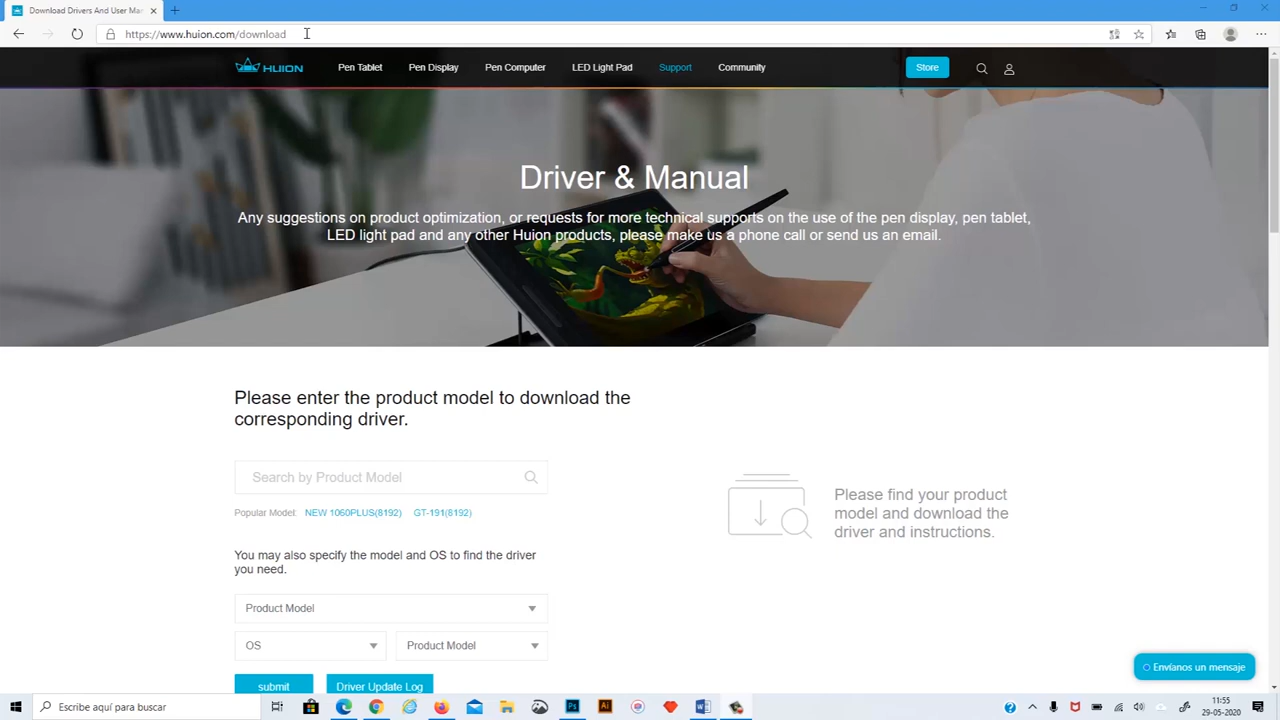 Download Drivers And User Mar
https://www.huion.com/download
HUION
Pen Tablet
Pen Display
Pen Computer
LED Light Pad
Support
Community
Store
Driver & Manual
Any suggestions on product optimization, or requests for more technical supports on the use of the pen display, pen tablet,
LED light pad and any other Huion products, please make us a phone call or send us an email.
Please enter the product model to download the
corresponding driver.
Search by Product Model
Popular Model: NEW 1060PLUS(8192) GT-191(8192)
You may also specify the model and OS to find the driver
you need.
Product Model
OS
Product Model
submit
Driver Update Log
Please find your product
model and download the
driver and instructions.
Envíanos un mensaje
Escribe aquí para buscar
Ps
Ai
11:55
29-05-2020